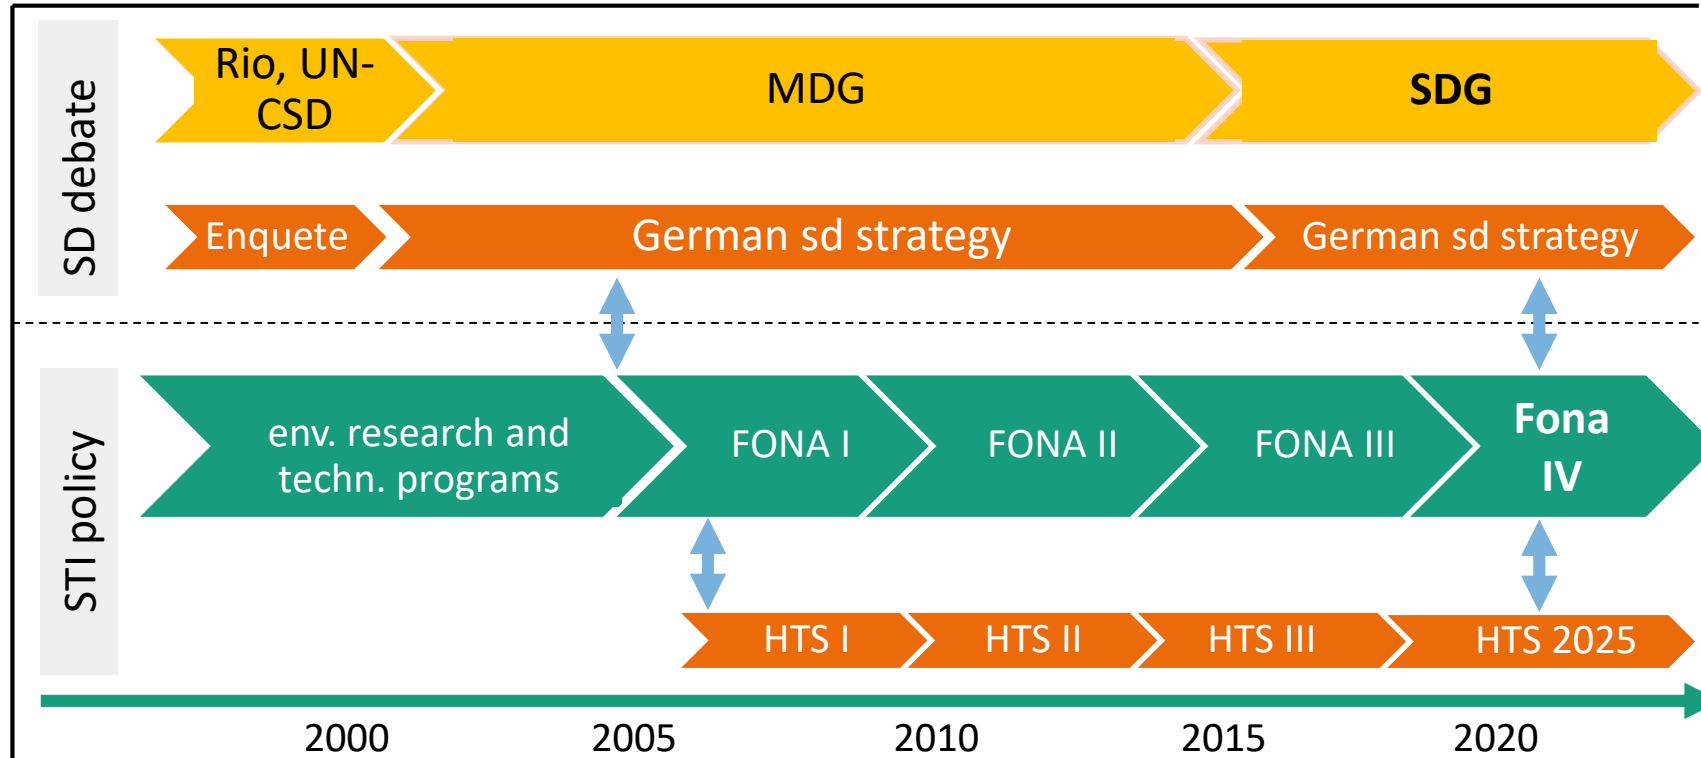 SD debate
Rio, UN-
CSD
MDG
SDG
Enquete
German sd strategy
German sd strategy
STI policy
env. research and
techn. programs
FONA I
FONA II
FONA III
Fona
IV
HTS I
HTS II
HTS III
HTS 2025
2000
2005
2010
2015
2020